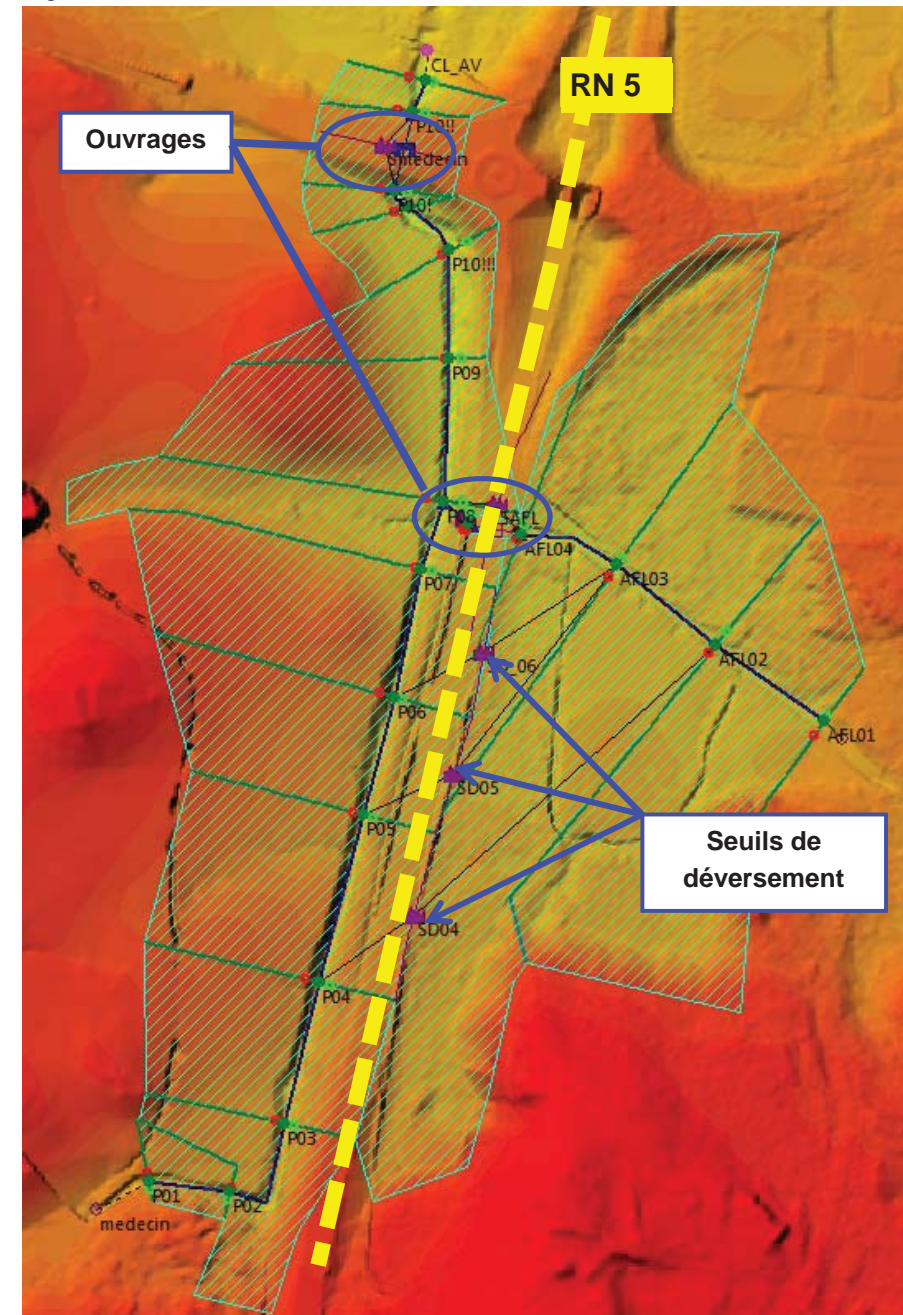 CL_AV
RN 5
Ouvrages
P10!!
P10!
P10!!!
P09
P08
AFL04
P07
AFL03
AFL02
P06
AFL01
SD05
P05
Seuils de
déversement
SD04
P04
P03
P01
P02
medecin